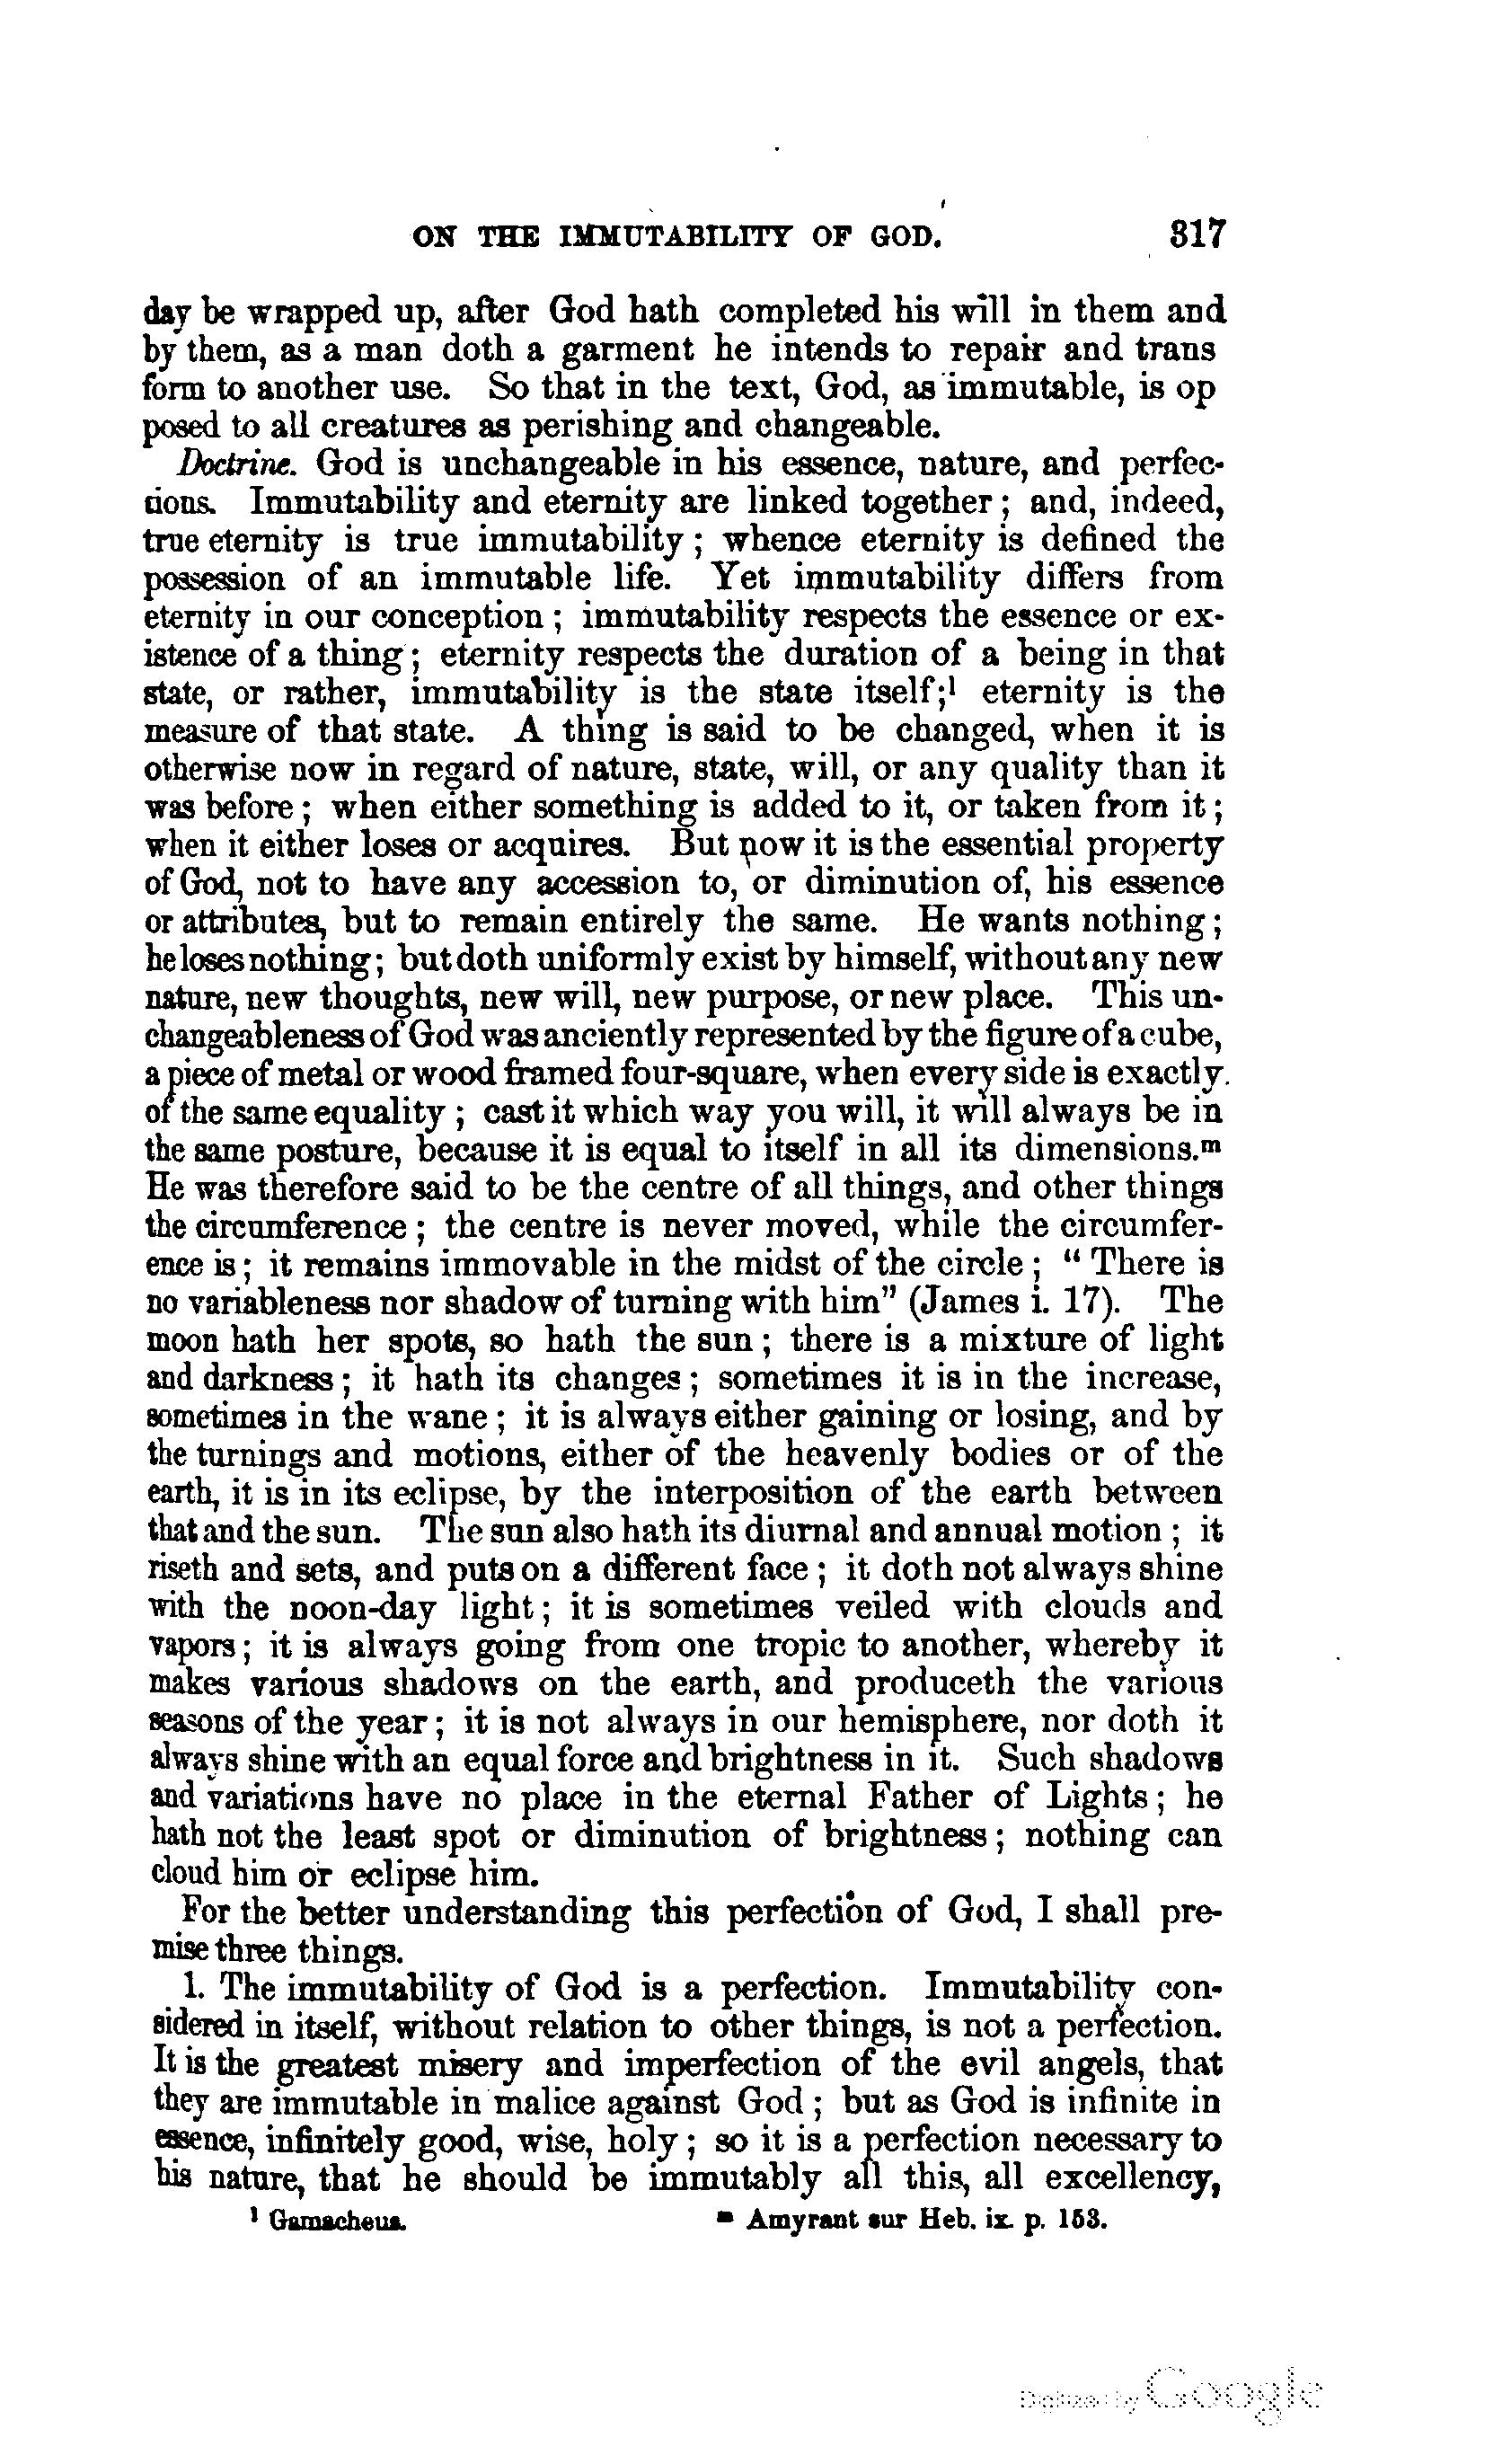 ON THE IMMUTABILITY OF GOD. 317
day be wrapped up, after God hath completed his will in them and
by them, as a man doth a garment he intends to repair and trans
form to another use. So that in the text, God, as immutable, is op
posed to all creatures as perishing and changeable.
Doctrine. God is unchangeable in his essence, nature, and perfec-
tions. Immutability and eternity are linked together; and, indeed,
true eternity is true immutability; whence eternity is defined the
possession of an immutable life. Yet immutability differs from
eternity in our conception; immutability respects the essence or ex-
istence of a thing; eternity respects the duration of a being in that
state, or rather, immutability is the state itself;l eternity is the
measure of that state. A thing is said to be changed, when it is
otherwise now in regard of nature, state, will, or any quality than it
was before; when either something is added to it, or taken from it;
when it either loses or acquires. But now it is the essential property
of God, not to have any accession to, or diminution of, his essence
or attributes, but to remain entirely the same. He wants nothing;
he loses nothing; but doth uniformly exist by himself, without any new
nature, new thoughts, new will, new purpose, or new place. This un-
changeableness of God was anciently represented by the figure of a cube,
a piece of metal or wood framed four-square, when every side is exactly
of the same equality; cast it which way you will, it will always be in
the same posture, because it is equal to itself in all its dimensions.m
He was therefore said to be the centre of all things, and other things
the circumference; the centre is never moved, while the circumfer-
ence is; it remains immovable in the midst of the circle; "There is
no variableness nor shadow of turning with him" (James i. 17). The
moon hath her spots, so hath the sun; there is a mixture of light
and darkness; it hath its changes; sometimes it is in the increase,
sometimes in the wane; it is always either gaining or losing, and by
the turnings and motions, either of the heavenly bodies or of the
earth, it is in its eclipse, by the interposition of the earth between
that and the sun. The sun also hath its diurnal and annual motion; it
riseth and sets, and puts on a different face; it doth not always shine
with the noon-day light; it is sometimes veiled with clouds and
vapors; it is always going from one tropic to another, whereby it
makes various shadows on the earth, and produceth the various
seasons of the year; it is not always in our hemisphere, nor doth it
always shine with an equal force and brightness in it. Such shadows
and variations have no place in the eternal Father of Lights; he
hath not the least spot or diminution of brightness; nothing can
cloud him or eclipse him.
For the better understanding this perfection of God, I shall pre-
mise three things.
1. The immutability of God is a perfection. Immutability con-
sidered in itself, without relation to other things, is not a perfection.
It is the greatest misery and imperfection of the evil angels, that
they are immutable in malice against God; but as God is infinite in
essence, infinitely good, wise, holy; so it is a perfection necessary to
his nature, that he should be immutably all this, all excellency,
l Gamacheus. m Amyrant sur Heb. ix. p. 153.
Digitized by Google